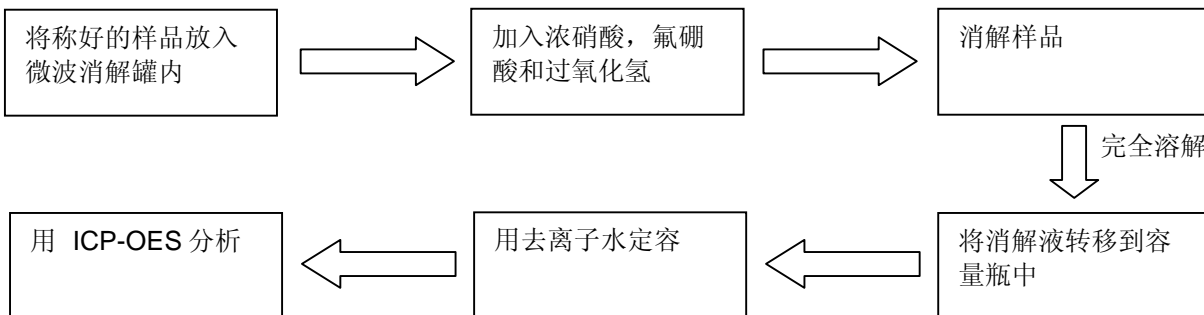 将称好的样品放入
微波消解罐内
加入浓硝酸，氟硼
酸和过氧化氢
消解样品
完全溶解
将消解液转移到容
量瓶中
用去离子水定容
用 ICP-OES 分析